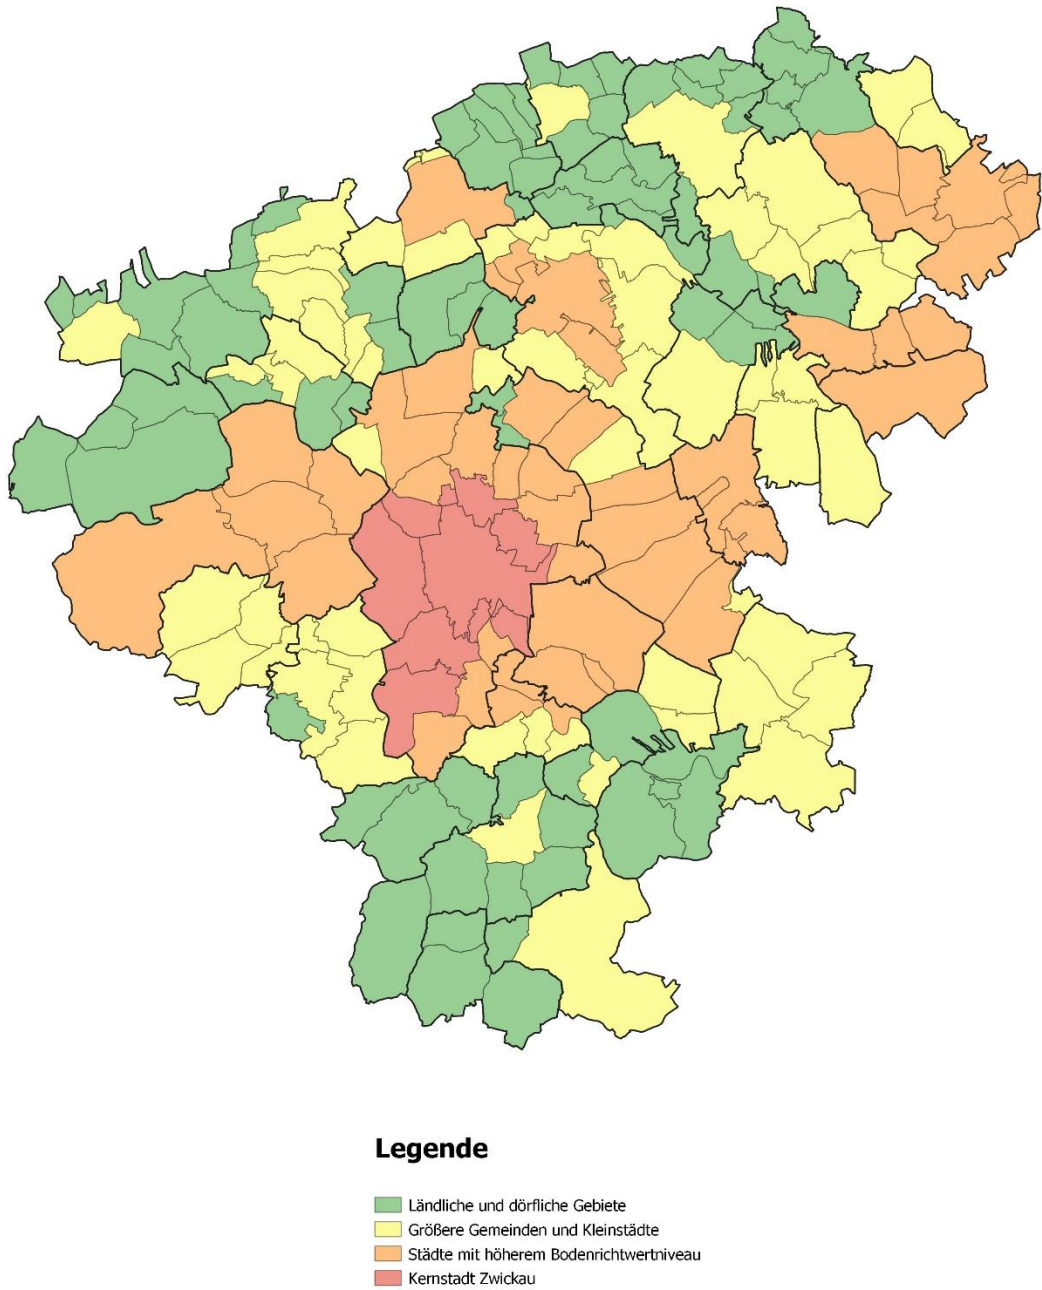 Legende
Ländliche und dörfliche Gebiete
Größere Gemeinden und Kleinstädte
Städte mit höherem Bodenrichtwertniveau
Kernstadt Zwickau